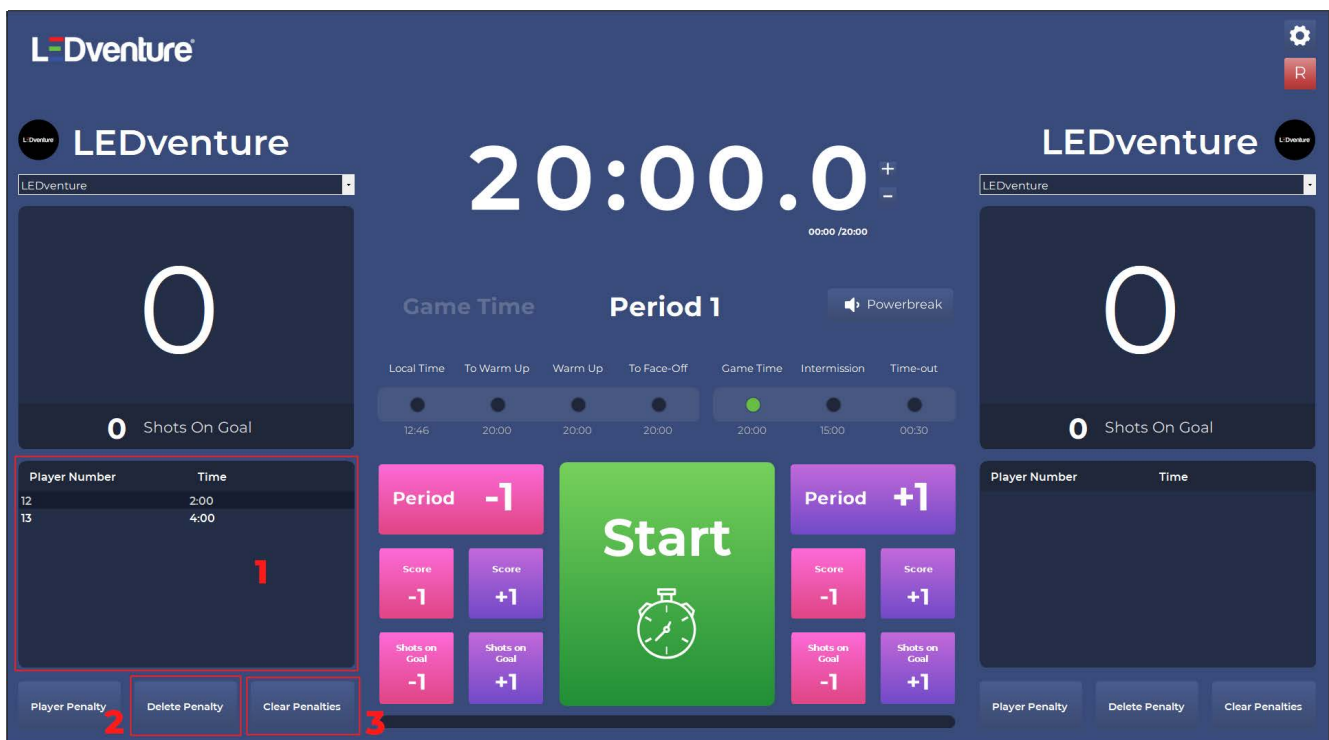 LEDventure
R
LEDventure
LEDventure
20:00.0
+
-
00:00 /20:00
LEDventure
LEDventure
LEDventure
LEDventure
LEDventure
LEDventure
0
0 Shots On Goal
Game Time
Period 1
Powerbreak
Local Time To Warm Up Warm Up To Face-Off Game Time Intermission Time-out
12:46 20:00 20:00 20:00 20:00 15:00 00:30
0
0 Shots On Goal
Player Number Time
12 2:00
13 4:00
1
Player Penalty Delete Penalty Clear Penalties
2
3
Period -1
Score
-1
Score
+1
Shots on
Goal
-1
Shots on
Goal
+1
Start
Period +1
Score
-1
Score
+1
Shots on
Goal
-1
Shots on
Goal
+1
Player Number Time
Player Penalty Delete Penalty Clear Penalties